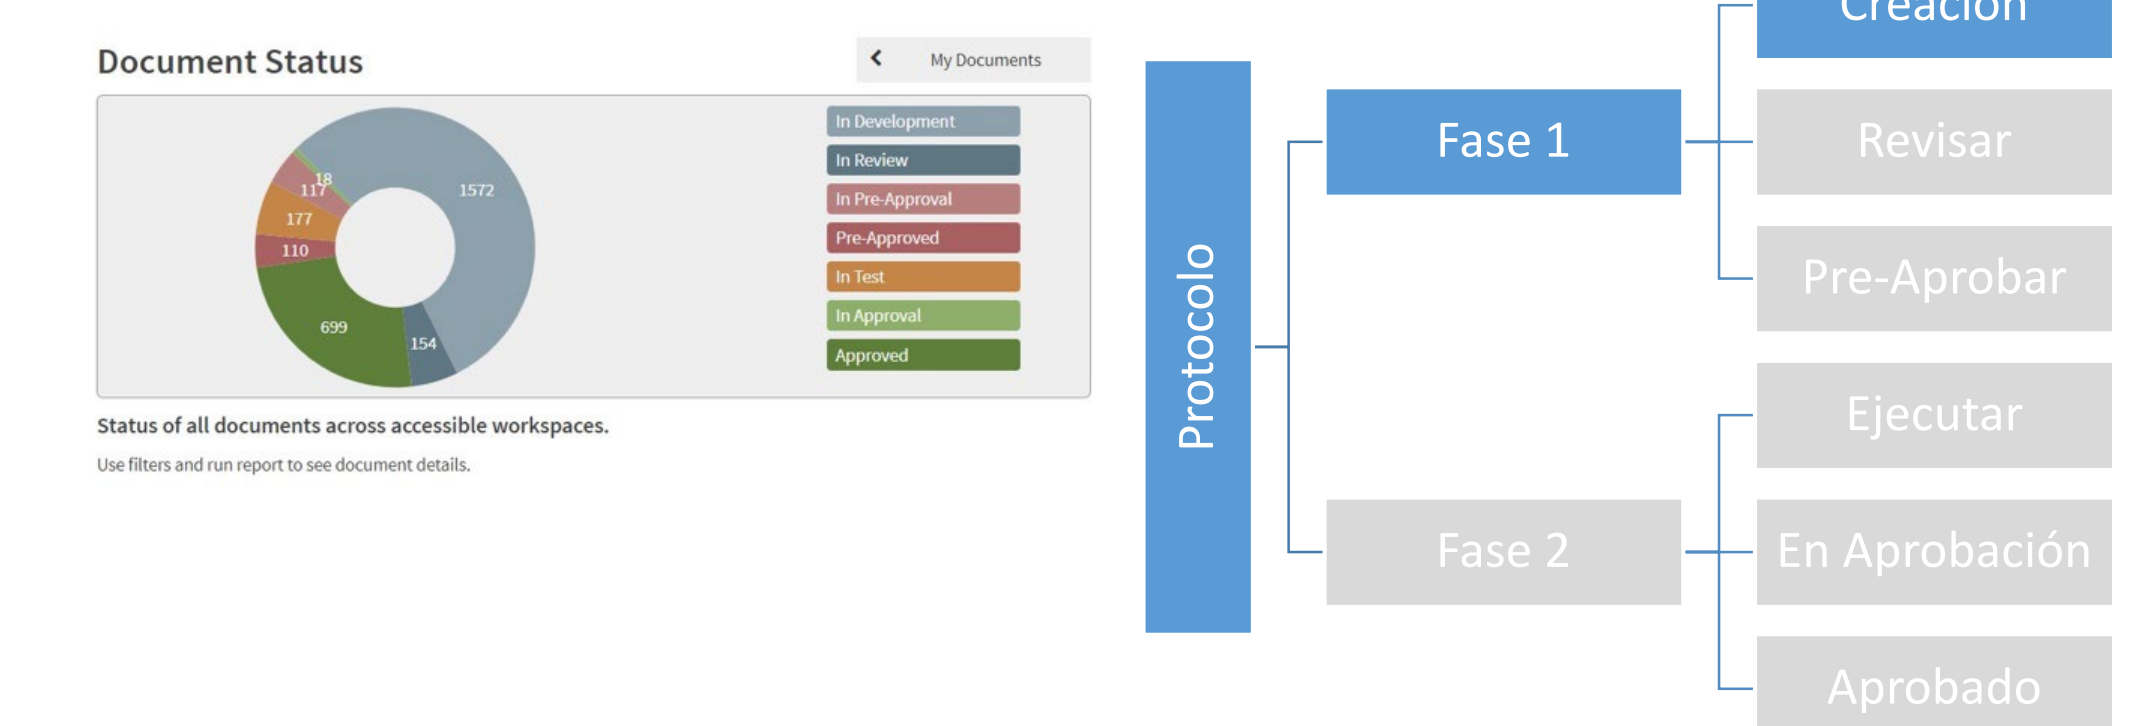 Document Status
My Documents
1572
18
117
177
110
699
154
In Development
In Review
In Pre-Approval
Pre-Approved
In Test
In Approval
Approved
Status of all documents across accessible workspaces.
Use filters and run report to see document details.
Protocolo
Fase 1
Creación
Revisar
Pre-Aprobar
Fase 2
Ejecutar
En Aprobación
Aprobado